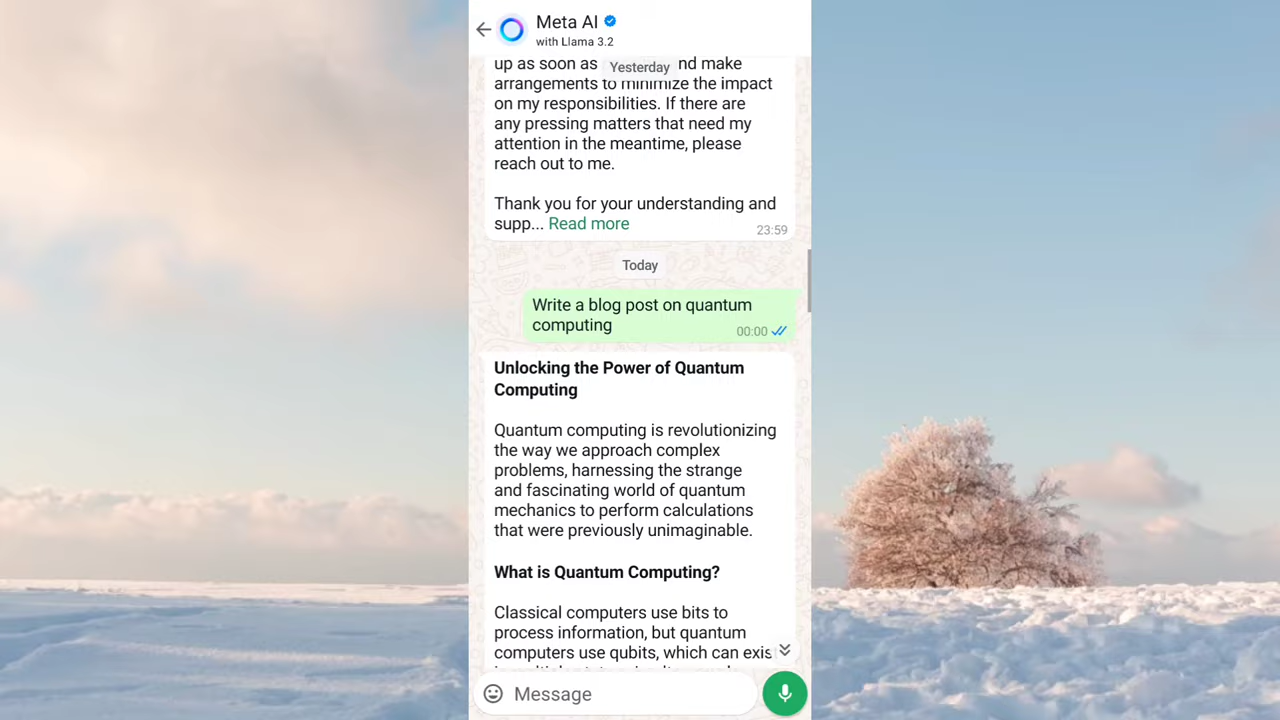 Meta AI
with Llama 3.2
up as soon as
nd make
Yesterday
arrangements to minimize the impact
on my responsibilities. If there are
any pressing matters that need my
attention in the meantime, please
reach out to me.
Thank you for your understanding and
supp... Read more
23:59
Today
Write a blog post on quantum
computing
00:00
Unlocking the Power of Quantum
Computing
Quantum computing is revolutionizing
the way we approach complex
problems, harnessing the strange
and fascinating world of quantum
mechanics to perform calculations
that were previously unimaginable.
What is Quantum Computing?
Classical computers use bits to
process information, but quantum
computers use qubits, which can exis
Message